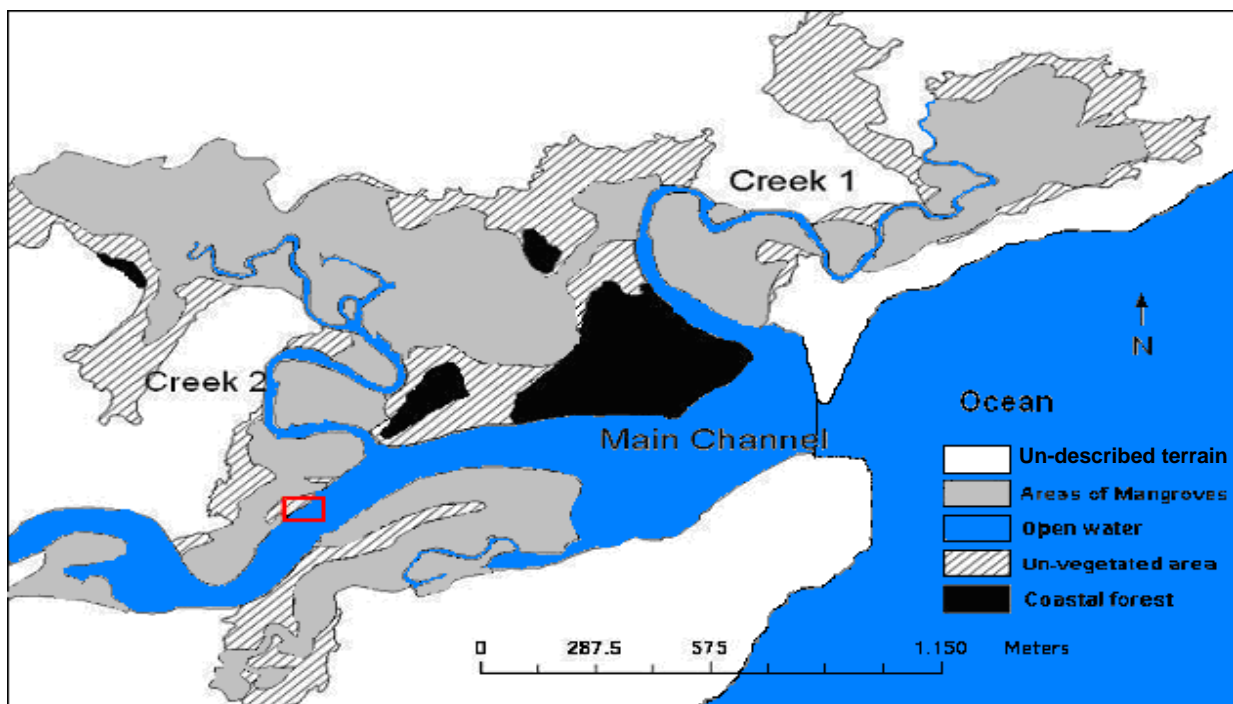 Creek 1
N
Creek 2
Ocean
Main Channel
Un-described terrain
Areas of Mangroves
Open water
Un-vegetated area
Coastal forest
0 287.5 575 1.150 Meters